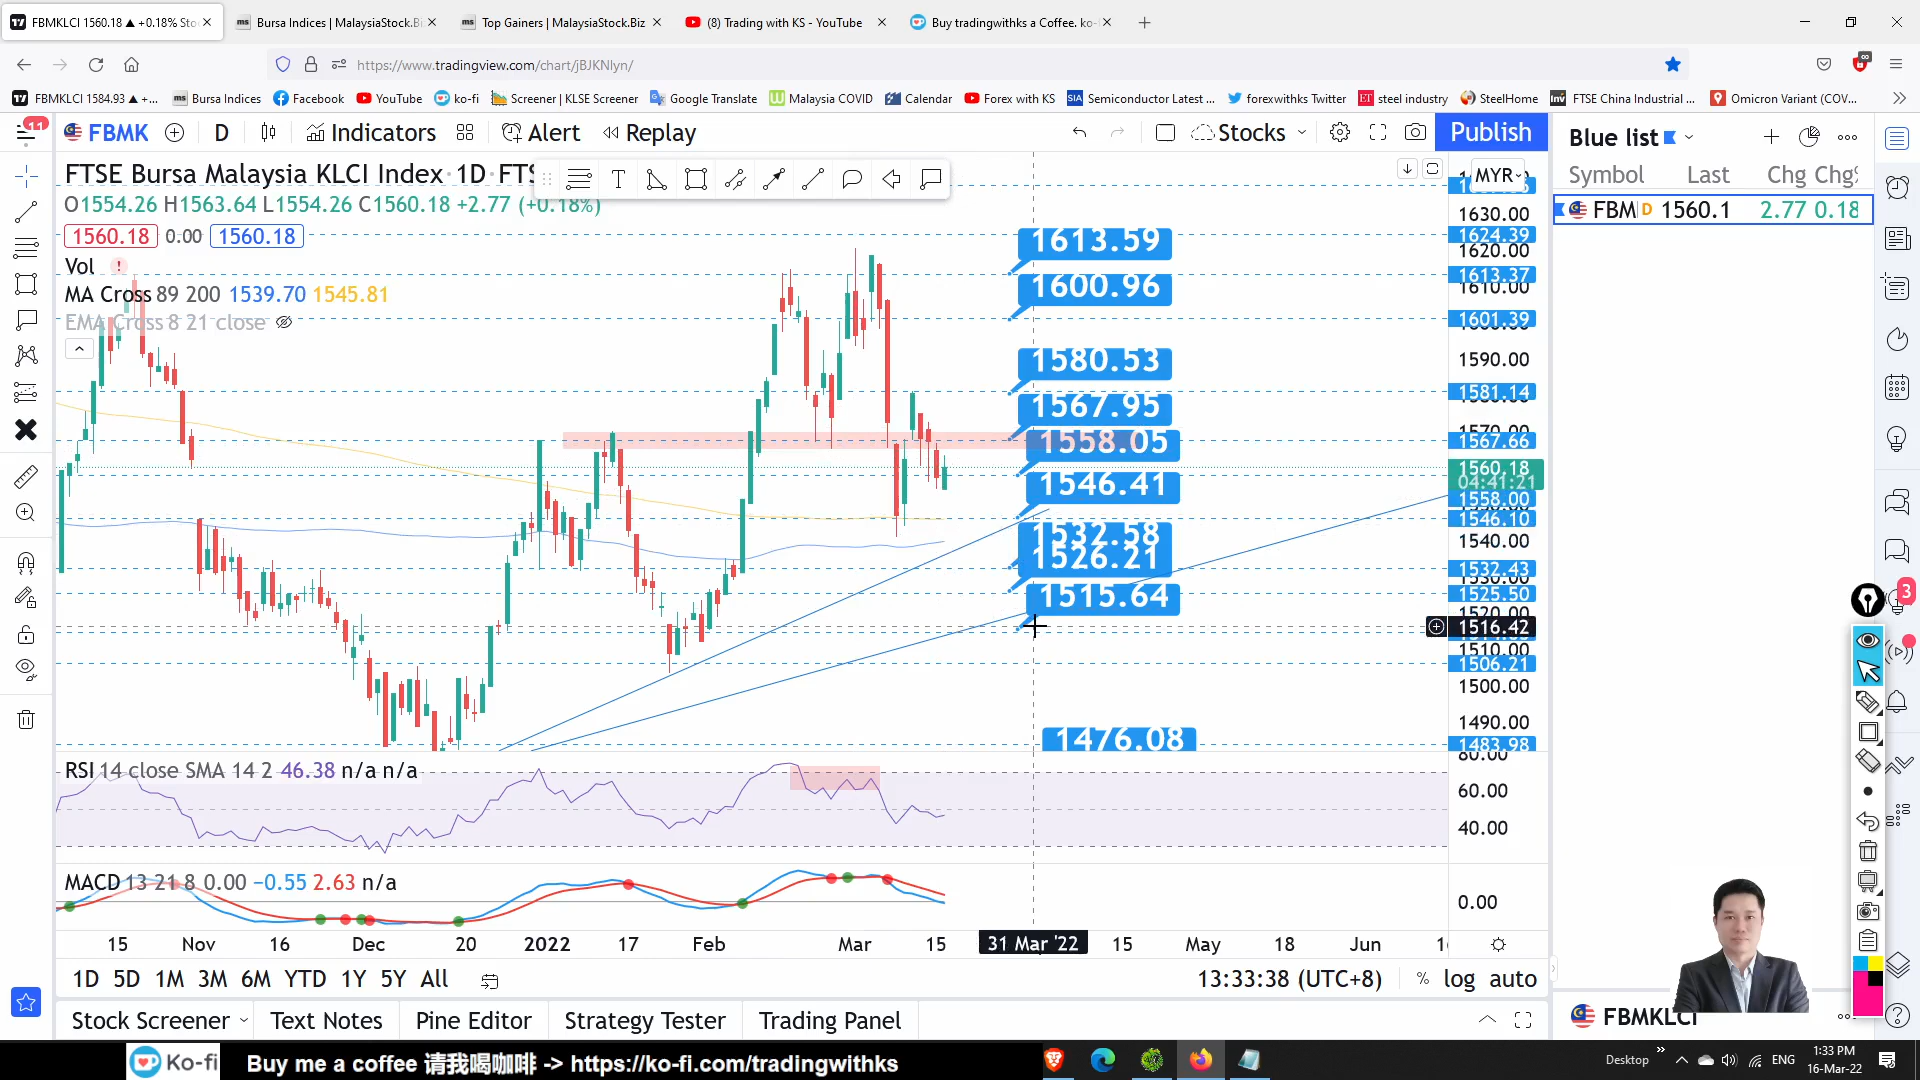 FBMKLCI 1560.18 ▲ +0.18% Sto
Bursa Indices | MalaysiaStock.Bi
Top Gainers | MalaysiaStock.Biz
(8) Trading with KS - YouTube
Buy tradingwithks a Coffee. ko-
https://www.tradingview.com/chart/jBJKNlyn/
FBMKLCI 1584.93 ▲ +...
Bursa Indices
Facebook
YouTube
ko-fi
Screener | KLSE Screener
Google Translate
Malaysia COVID
Calendar
Forex with KS
Semiconductor Latest ...
forexwithks Twitter
steel industry
SteelHome
FTSE China Industrial ...
Omicron Variant (COV...
11
FBMK
D
Indicators
Alert
Replay
Stocks
Publish
Blue list
Symbol Last Chg Chg%
FBM D 1560.1 2.77 0.18
FTSE Bursa Malaysia KLCI Index · 1D · FTS
O1554.26 H1563.64 L1554.26 C1560.18 +2.77 (+0.18%)
1560.18 0.00 1560.18
Vol
MA Cross 89 200 1539.70 1545.81
EMA Cross 8 21 close
MYR
1630.00
1624.39
1620.00
1613.37
1610.00
1601.39
1590.00
1581.14
1567.66
1560.18
04:41:21
1558.00
1546.10
1540.00
1532.43
1530.00
1525.50
1520.00
1516.42
1510.00
1506.21
1500.00
1490.00
1483.98
1613.59
1600.96
1580.53
1567.95
1558.05
1546.41
1532.58
1526.21
1515.64
1476.08
RSI 14 close SMA 14 2 46.38 n/a n/a
80.00
60.00
40.00
MACD 13 21 8 0.00 −0.55 2.63 n/a
0.00
15 Nov 16 Dec 20 2022 17 Feb Mar 15 31 Mar '22 15 May 18 Jun
1D 5D 1M 3M 6M YTD 1Y 5Y All
13:33:38 (UTC+8) % log auto
Stock Screener
Text Notes
Pine Editor
Strategy Tester
Trading Panel
3
FBMKLCI
Ko-fi
Buy me a coffee 请我喝咖啡 -> https://ko-fi.com/tradingwithks
Desktop
ENG
1:33 PM
16-Mar-22